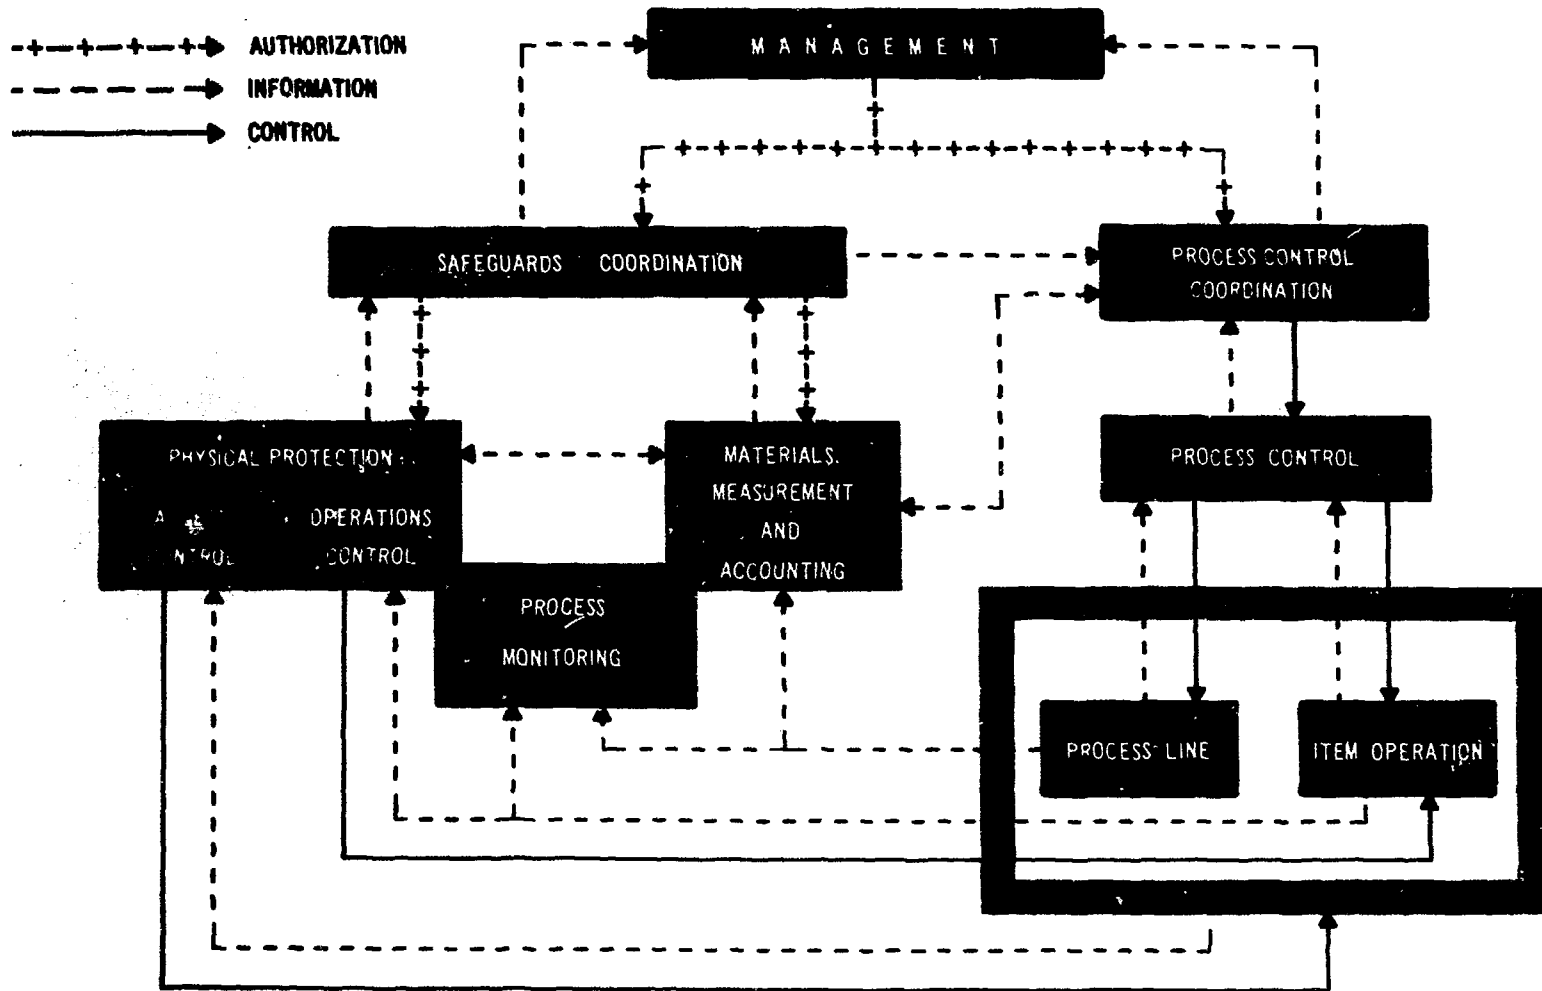 AUTHORIZATION
INFORMATION
CONTROL
MANAGEMENT
SAFEGUARDS COORDINATION
PROCESS CONTROL
COORDINATION
PHYSICAL PROTECTION
OPERATIONS
CONTROL
MATERIALS
MEASUREMENT
AND
ACCOUNTING
PROCESS CONTROL
PROCESS
MONITORING
PROCESS LINE
ITEM OPERATION